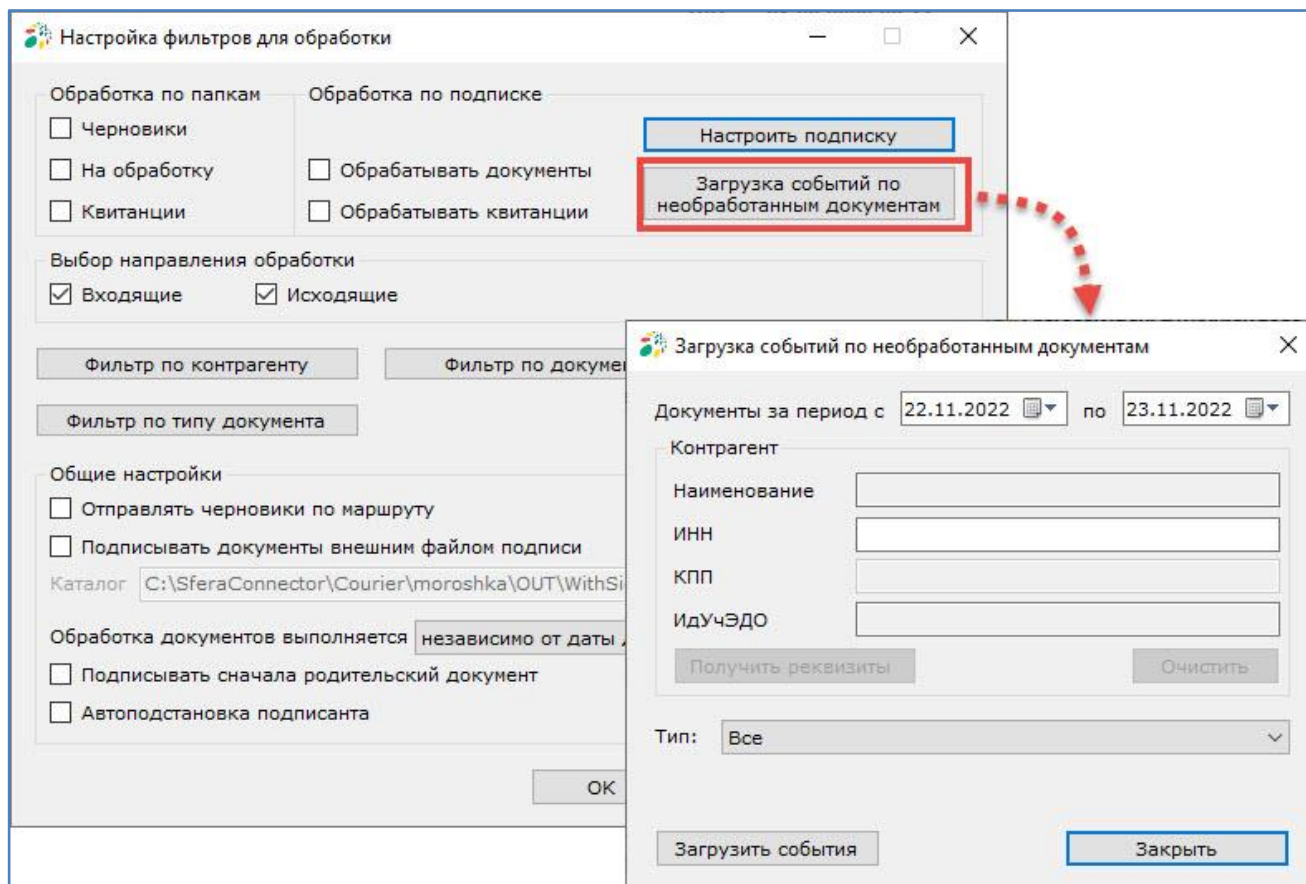 Настройка фильтров для обработки
Обработка по папкам
Обработка по подписке
Черновики
Настроить подписку
На обработку
Обрабатывать документы
Загрузка событий по
необработанным документам
Квитанции
Обрабатывать квитанции
Выбор направления обработки
Входящие
Исходящие
Фильтр по контрагенту
Фильтр по докуме
Фильтр по типу документа
Общие настройки
Отправлять черновики по маршруту
Подписывать документы внешним файлом подписи
Каталог C:\SferaConnector\Courier\moroshka\OUT\WithSi
Обработка документов выполняется независимо от даты
Подписывать сначала родительский документ
Автоподстановка подписанта
OK
Загрузка событий по необработанным документам
Документы за период с 22.11.2022 по 23.11.2022
Контрагент
Наименование
ИНН
КПП
ИдУчЭДО
Получить реквизиты
Очистить
Тип: Все
Загрузить события
Закрыть